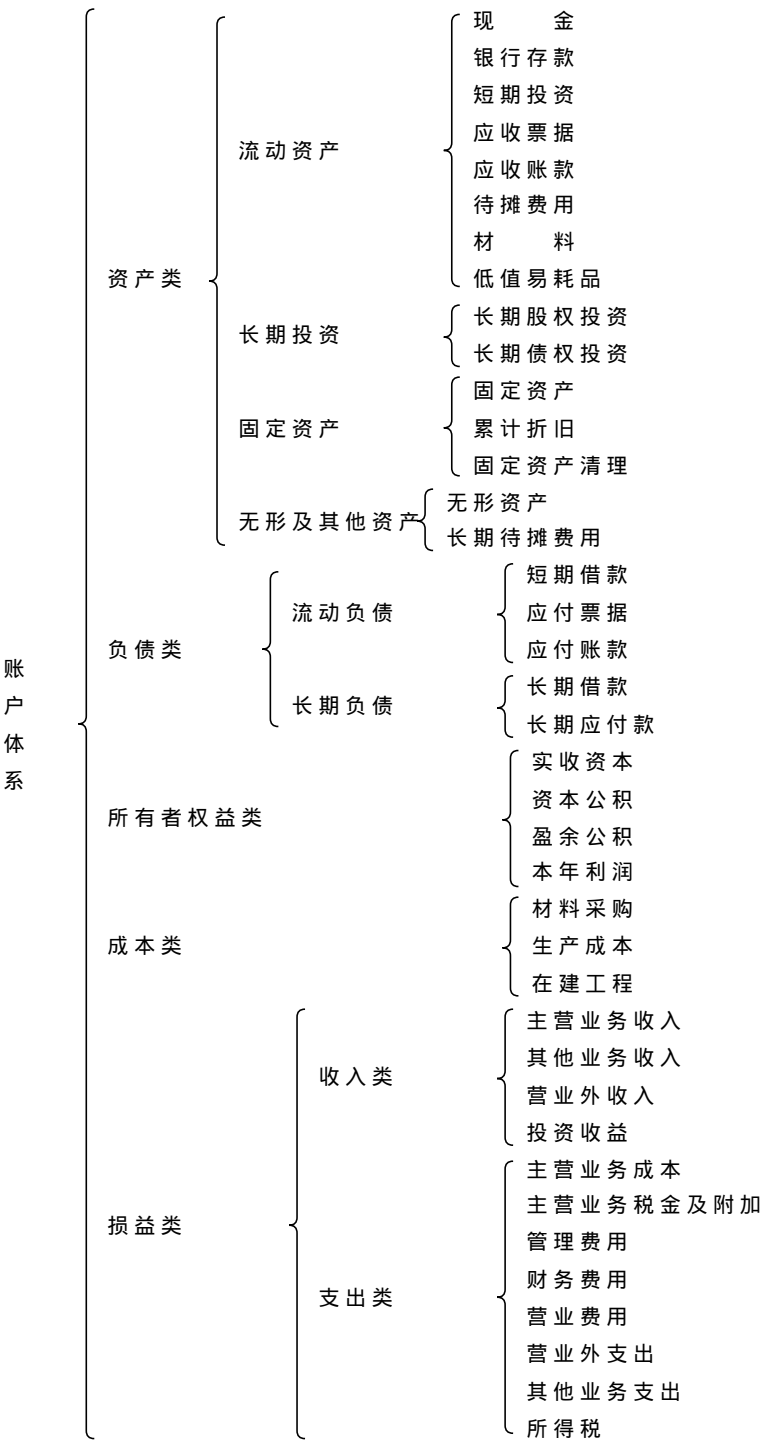 账户体系
资产类
流动资产
现金
银行存款
短期投资
应收票据
应收账款
待摊费用
材料
低值易耗品
长期投资
长期股权投资
长期债权投资
固定资产
固定资产
累计折旧
固定资产清理
无形及其他资产
无形资产
长期待摊费用
负债类
流动负债
短期借款
应付票据
应付账款
长期负债
长期借款
长期应付款
所有者权益类
实收资本
资本公积
盈余公积
本年利润
成本类
材料采购
生产成本
在建工程
损益类
收入类
主营业务收入
其他业务收入
营业外收入
投资收益
支出类
主营业务成本
主营业务税金及附加
管理费用
财务费用
营业费用
营业外支出
其他业务支出
所得税